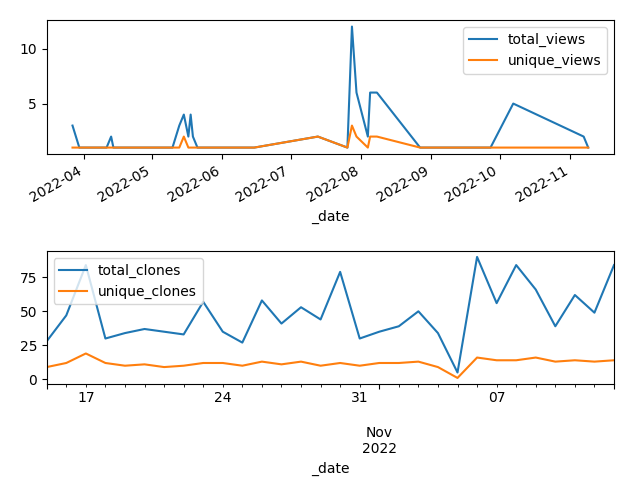 10
5
total_views
unique_views
2022-04
2022-05
2022-06
2022-07
2022-08
2022-09
2022-10
2022-11
_date
75
50
25
0
total_clones
unique_clones
17
24
31
07
Nov
2022
_date